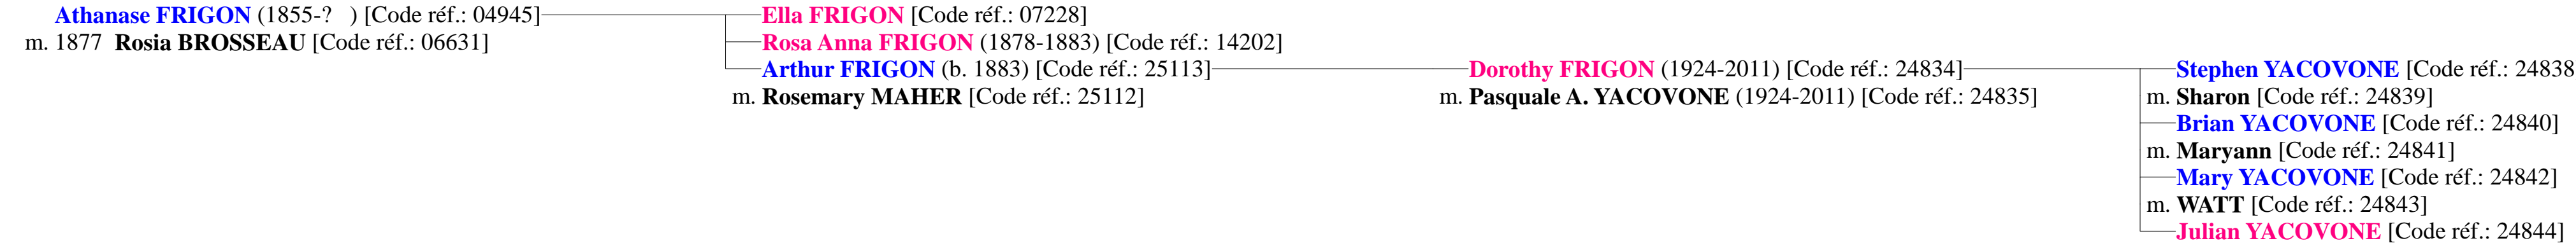 Athanase FRIGON (1855-?   ) [Code réf.: 04945]
m. 1877  Rosia BROSSEAU [Code réf.: 06631]
Ella FRIGON [Code réf.: 07228]
Rosa Anna FRIGON (1878-1883) [Code réf.: 14202]
Arthur FRIGON (b. 1883) [Code réf.: 25113]
m. Rosemary MAHER [Code réf.: 25112]
Dorothy FRIGON (1924-2011) [Code réf.: 24834]
m. Pasquale A. YACOVONE (1924-2011) [Code réf.: 24835]
Stephen YACOVONE [Code réf.: 24838
m. Sharon [Code réf.: 24839]
Brian YACOVONE [Code réf.: 24840]
m. Maryann [Code réf.: 24841]
Mary YACOVONE [Code réf.: 24842]
m. WATT [Code réf.: 24843]
Julian YACOVONE [Code réf.: 24844]